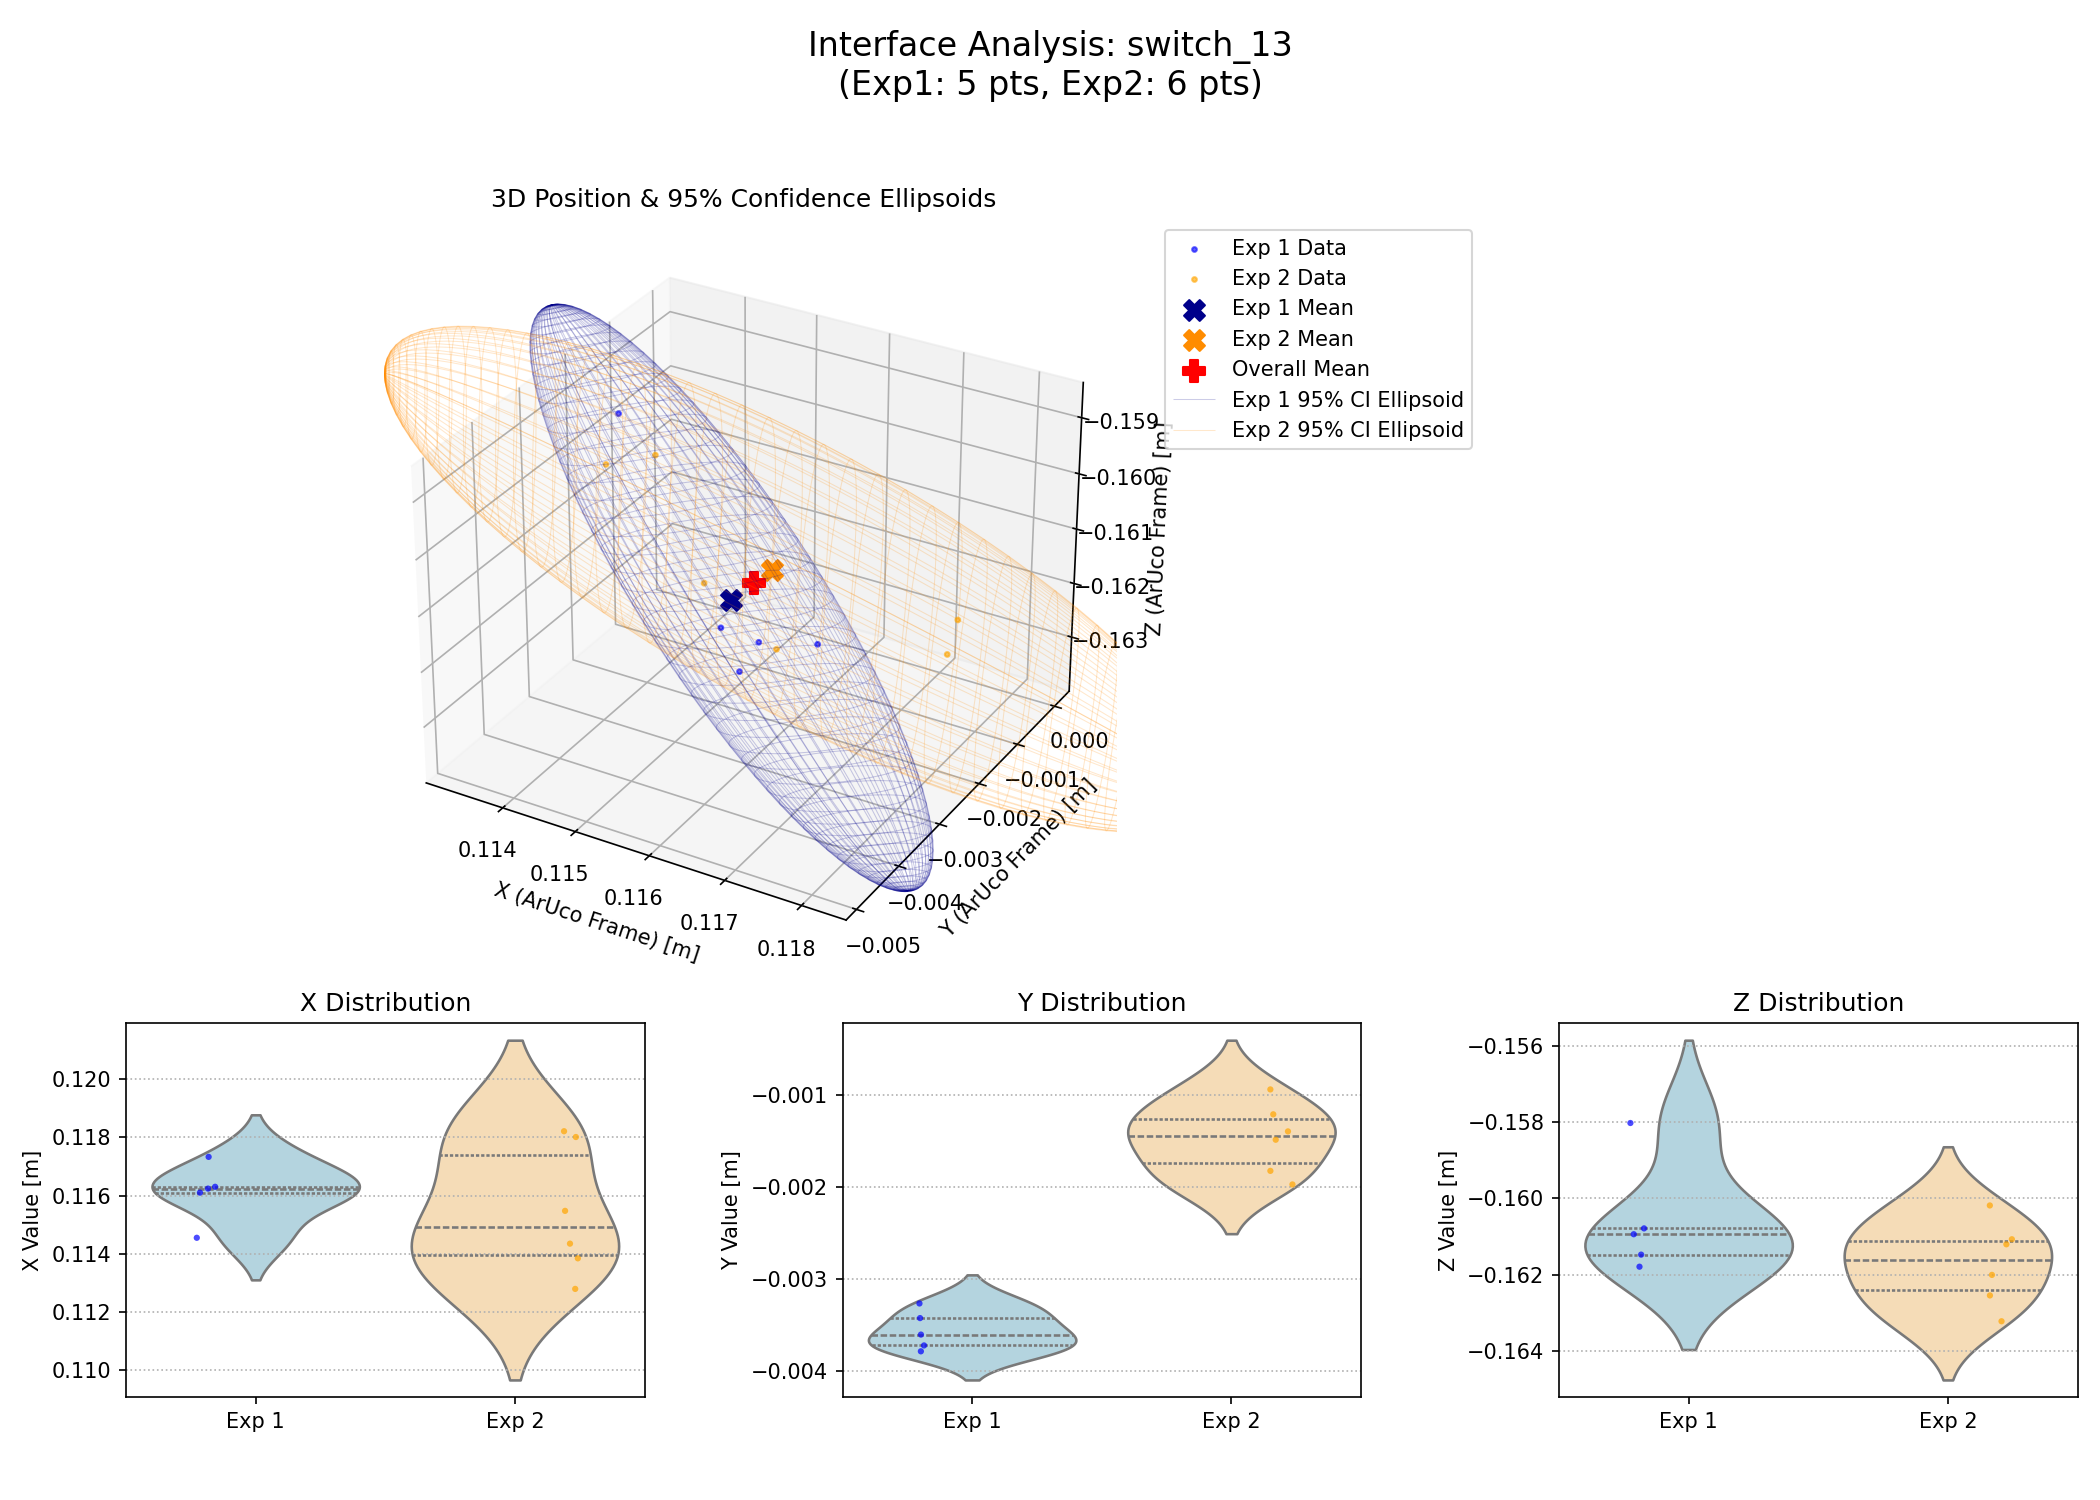 Interface Analysis: switch_13
(Exp1: 5 pts, Exp2: 6 pts)
3D Position & 95% Confidence Ellipsoids
Exp 1 Data
Exp 2 Data
Exp 1 Mean
Exp 2 Mean
Overall Mean
Exp 1 95% CI Ellipsoid
Exp 2 95% CI Ellipsoid
−0.159
−0.160
−0.161
−0.162
−0.163
Z (ArUco Frame) [m]
0.000
−0.001
−0.002
−0.003
−0.004
−0.005
Y (ArUco Frame) [m]
0.114
0.115
0.116
0.117
0.118
X (ArUco Frame) [m]
X Distribution
X Value [m]
0.120
0.118
0.116
0.114
0.112
0.110
Exp 1
Exp 2
Y Distribution
Y Value [m]
−0.001
−0.002
−0.003
−0.004
Exp 1
Exp 2
Z Distribution
Z Value [m]
−0.156
−0.158
−0.160
−0.162
−0.164
Exp 1
Exp 2